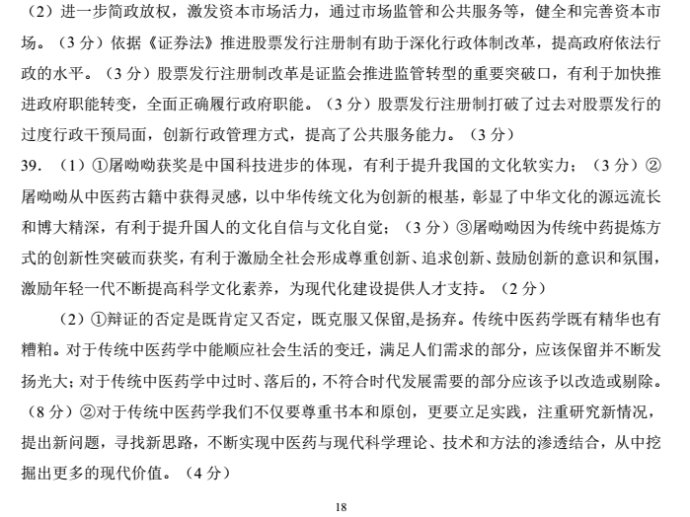 （2）进一步简政放权，激发资本市场活力，通过市场监管和公共服务等，健全和完善资本市
场。（3 分）依据《证券法》推进股票发行注册制有助于深化行政体制改革，提高政府依法行
政的水平。（3 分）股票发行注册制改革是证监会推进监管转型的重要突破口，有利于加快推
进政府职能转变，全面正确履行政府职能。（3 分）股票发行注册制打破了过去对股票发行的
过度行政干预局面，创新行政管理方式，提高了公共服务能力。（3 分）
39．（1）①屠呦呦获奖是中国科技进步的体现，有利于提升我国的文化软实力；（3 分）②
屠呦呦从中医药古籍中获得灵感，以中华传统文化为创新的根基，彰显了中华文化的源远流长
和博大精深，有利于提升国人的文化自信与文化自觉；（3 分）③屠呦呦因为传统中药提炼方
式的创新性突破而获奖，有利于激励全社会形成尊重创新、追求创新、鼓励创新的意识和氛围，
激励年轻一代不断提高科学文化素养，为现代化建设提供人才支持。（2 分）
（2）①辩证的否定是既肯定又否定，既克服又保留,是扬弃。传统中医药学既有精华也有
糟粕。对于传统中医药学中能顺应社会生活的变迁，满足人们需求的部分，应该保留并不断发
扬光大；对于传统中医药学中过时、落后的，不符合时代发展需要的部分应该予以改造或剔除。
（8 分）②对于传统中医药学我们不仅要尊重书本和原创，更要立足实践，注重研究新情况，
提出新问题，寻找新思路，不断实现中医药与现代科学理论、技术和方法的渗透结合，从中挖
掘出更多的现代价值。（4 分）
18